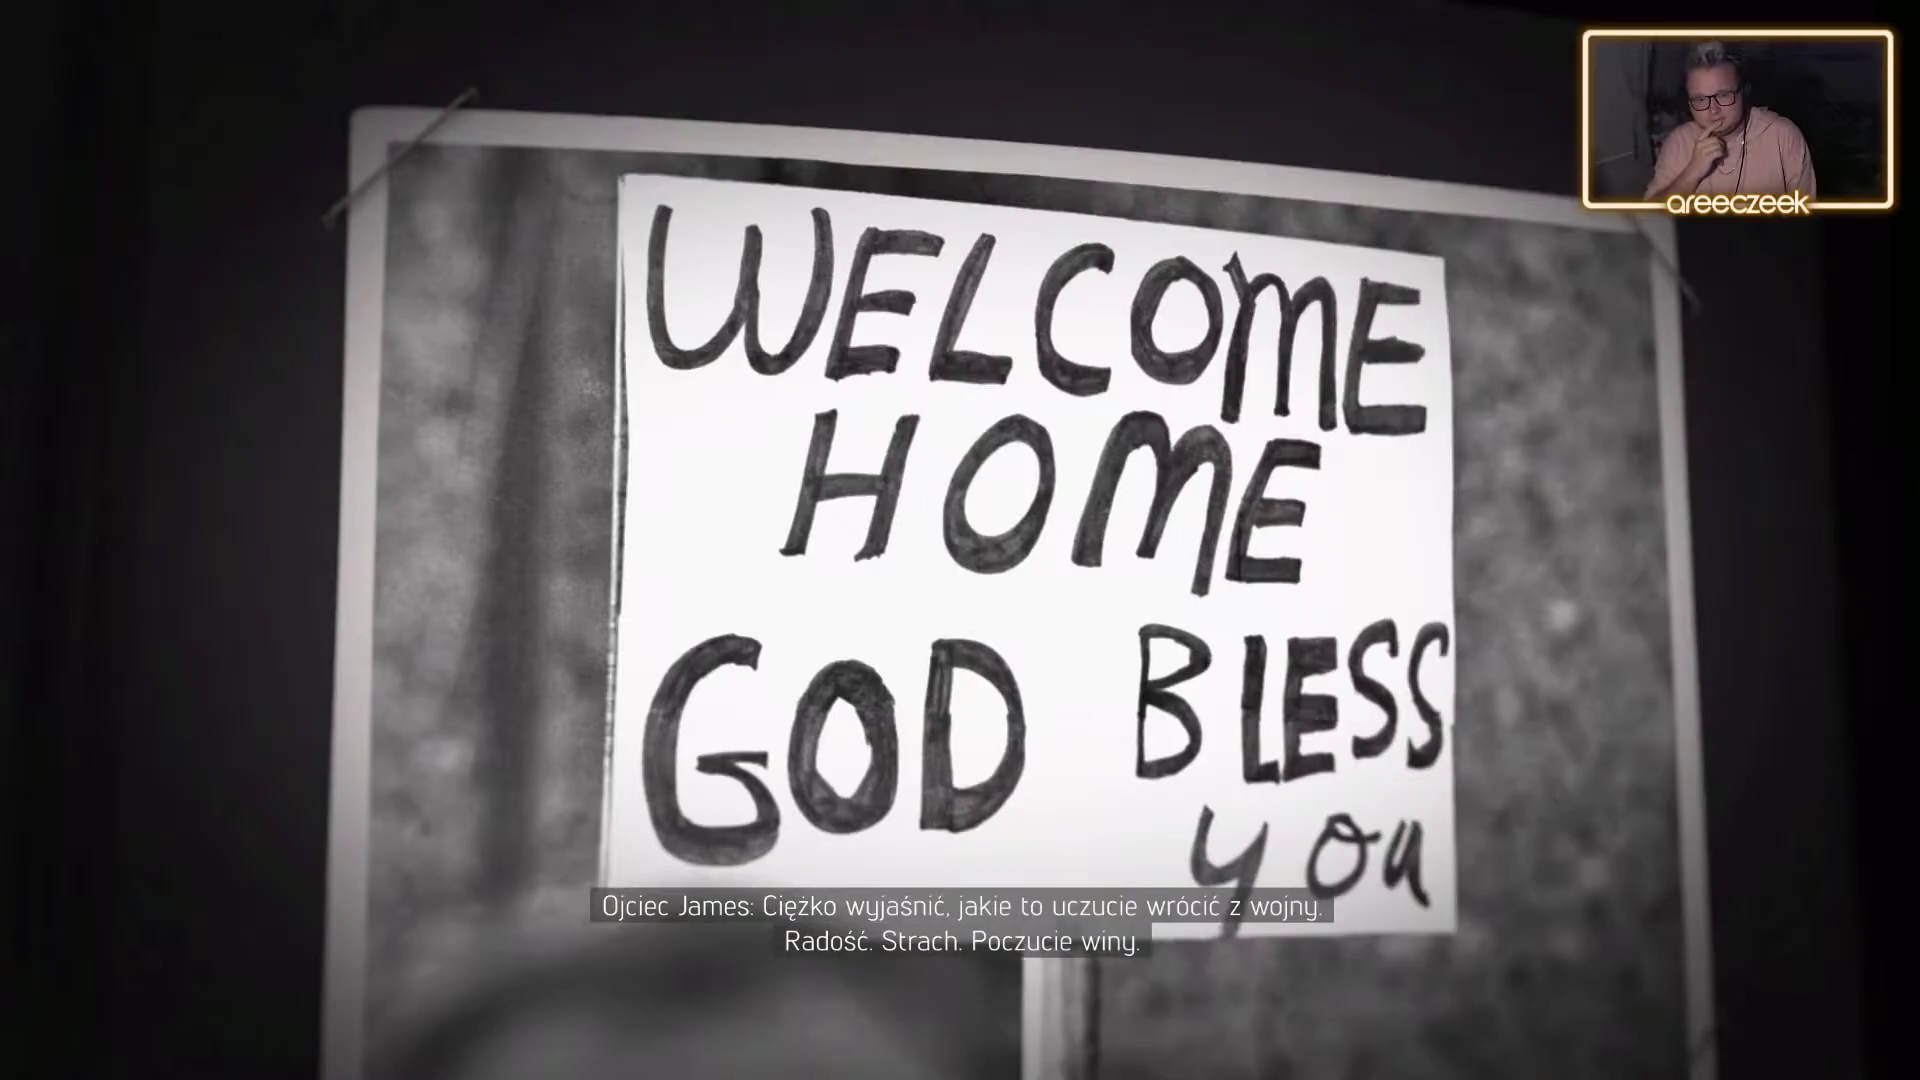 areeczeek
WELCOME
HOME
GOD BLESS
you
Ojciec James: Ciężko wyjaśnić, jakie to uczucie wrócić z wojny.
Radość. Strach. Poczucie winy.